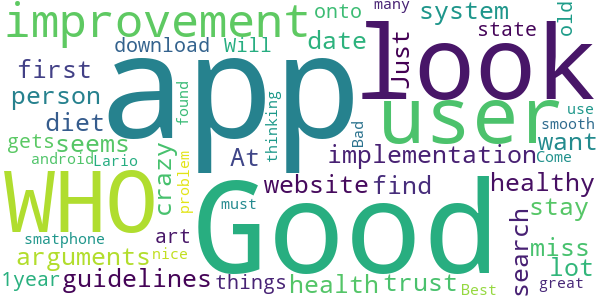 improvement
onto
many
system
old
download
Will
date
state
Just
look
first
person
diet
app
found
thinking
user
Bad
use
smooth
want
gets
seems
android
Lario
crazy
problem
At
implementation
Come
WHO
Good
website
find
healthy
must
smatphone
art
search
stay
arguments
nice
miss
lot
1year
guidelines
things
health
trust
Best
great